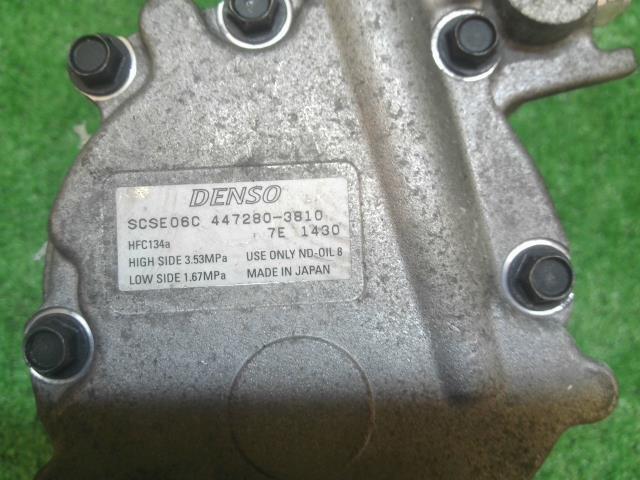 DENSO
SCSE06C 447280-3810
7E 1430
HFC134a
HIGH SIDE 3.53MPa USE ONLY ND-OIL 8
LOW SIDE 1.67MPa MADE IN JAPAN